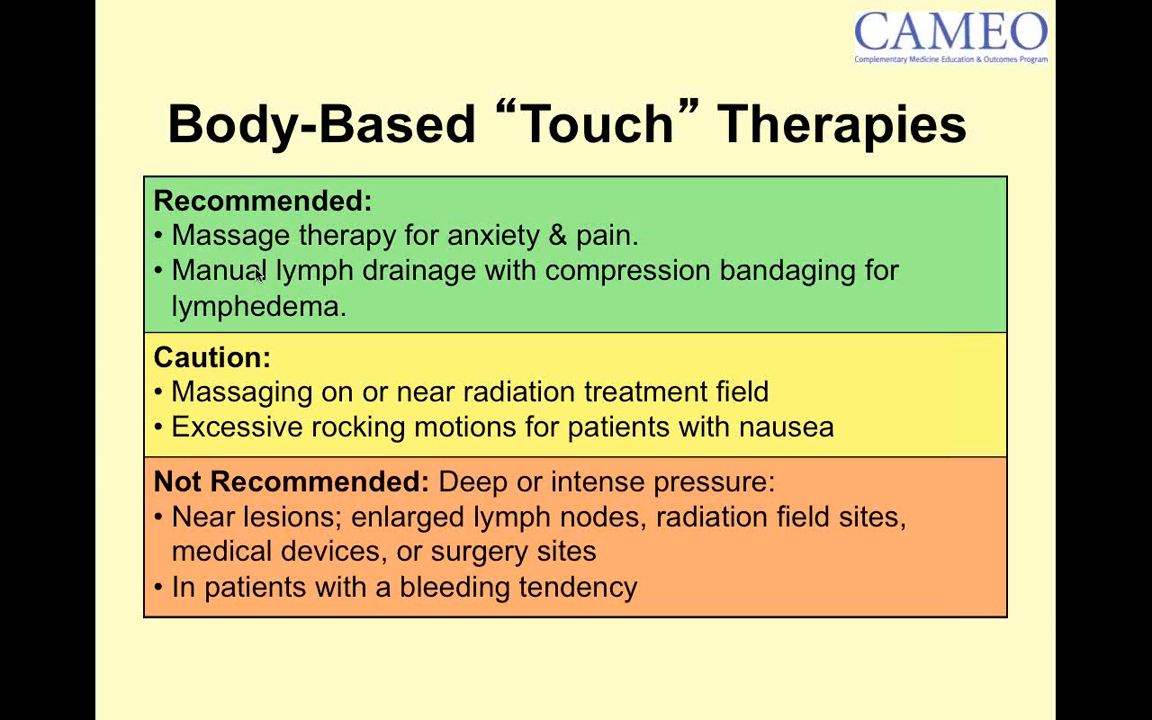 CAMEO
Complementary Medicine Education & Outcomes Program
Body-Based “Touch” Therapies
Recommended:
• Massage therapy for anxiety & pain.
• Manual lymph drainage with compression bandaging for
lymphedema.
Caution:
• Massaging on or near radiation treatment field
• Excessive rocking motions for patients with nausea
Not Recommended: Deep or intense pressure:
• Near lesions; enlarged lymph nodes, radiation field sites,
medical devices, or surgery sites
• In patients with a bleeding tendency